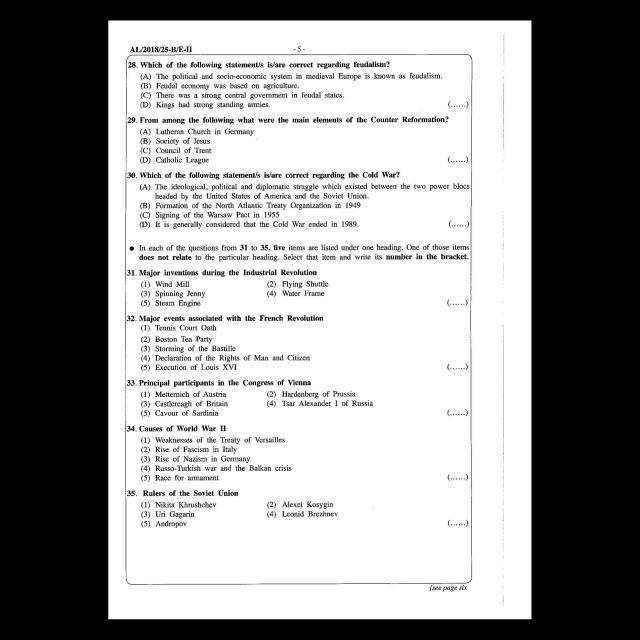 AL/2018/25-B/E-II
- 5 -
28. Which of the following statement/s is/are correct regarding feudalism?
(A) The political and socio-economic system in medieval Europe is known as feudalism.
(B) Feudal economy was based on agriculture.
(C) There was a strong central government in feudal states.
(D) Kings had strong standing armies. (......)
29. From among the following what were the main elements of the Counter Reformation?
(A) Lutheran Church in Germany
(B) Society of Jesus
(C) Council of Trent
(D) Catholic League (......)
30. Which of the following statement/s is/are correct regarding the Cold War?
(A) The ideological, political and diplomatic struggle which existed between the two power blocs
headed by the United States of America and the Soviet Union.
(B) Formation of the North Atlantic Treaty Organization in 1949
(C) Signing of the Warsaw Pact in 1955
(D) It is generally considered that the Cold War ended in 1989. (......)
● In each of the questions from 31 to 35, five items are listed under one heading. One of those items
does not relate to the particular heading. Select that item and write its number in the bracket.
31. Major inventions during the Industrial Revolution
(1) Wind Mill (2) Flying Shuttle
(3) Spinning Jenny (4) Water Frame
(5) Steam Engine (......)
32. Major events associated with the French Revolution
(1) Tennis Court Oath
(2) Boston Tea Party
(3) Storming of the Bastille
(4) Declaration of the Rights of Man and Citizen
(5) Execution of Louis XVI (......)
33. Principal participants in the Congress of Vienna
(1) Metternich of Austria (2) Hardenberg of Prussia
(3) Castlereagh of Britain (4) Tsar Alexander I of Russia
(5) Cavour of Sardinia (......)
34. Causes of World War II
(1) Weaknesses of the Treaty of Versailles
(2) Rise of Fascism in Italy
(3) Rise of Nazism in Germany
(4) Russo-Turkish war and the Balkan crisis
(5) Race for armament (......)
35. Rulers of the Soviet Union
(1) Nikita Khrushchev (2) Alexei Kosygin
(3) Uri Gagarin (4) Leonid Brezhnev
(5) Andropov (......)
[see page six